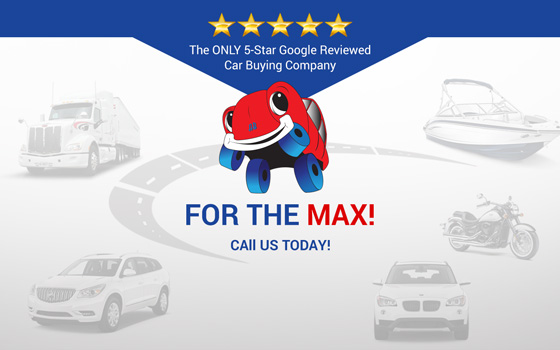 The ONLY 5-Star Google Reviewed
Car Buying Company
FOR THE MAX!
Call US TODAY!